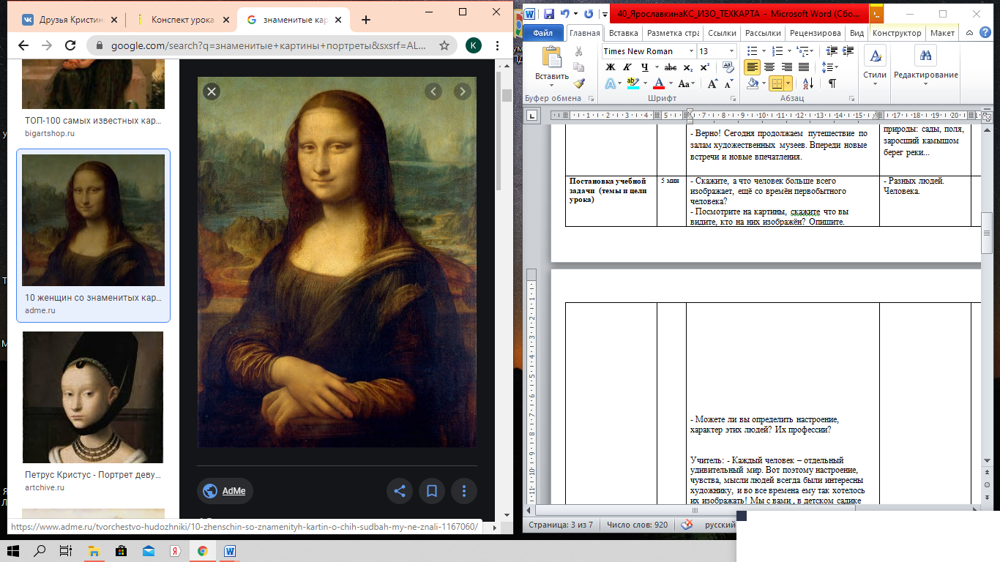 Друзья Кристин
Конспект урока
знаменитые кар
google.com/search?q=знаменитые+картины+портреты&sxsrf=AL...
K
ТОП-100 самых известных кар...
bigartshop.ru
10 женщин со знаменитых кар...
adme.ru
Петрус Кристус - Портрет деву...
artchive.ru
AdMe
https://www.adme.ru/tvorchestvo-hudozhniki/10-zhenschin-so-znamenityh-kartin-o-chih-sudbah-my-ne-znali-1167060/
40_ЯрославкинаКС_ИЗО_ТЕХКАРТА - Microsoft Word (Сбо...
Файл Главная Вставка Разметка стра Ссылки Рассылки Рецензирова Вид Конструктор Макет
Times New Roman 13
Вставить
Ж К Ч abc x₂ x²
Стили
Редактирование
Буфер обмена Шрифт Абзац
- Верно! Сегодня продолжаем путешествие по
залам художественных музеев. Впереди новые
встречи и новые впечатления.
природы: сады, поля,
заросший камышом
берег реки...
Постановка учебной
задачи (темы и цели
урока)
5 мин
- Скажите, а что человек больше всего
изображает, ещё со времён первобытного
человека?
- Посмотрите на картины, скажите что вы
видите, кто на них изображён? Опишите.
- Разных людей.
Человека.
- Можете ли вы определить настроение,
характер этих людей? Их профессии?
Учитель: - Каждый человек – отдельный
удивительный мир. Вот поэтому настроение,
чувства, мысли людей всегда были интересны
художнику, и во все времена ему так хотелось
их изображать! Мы с вами , в детском садике
Страница: 3 из 7 Число слов: 920 русский